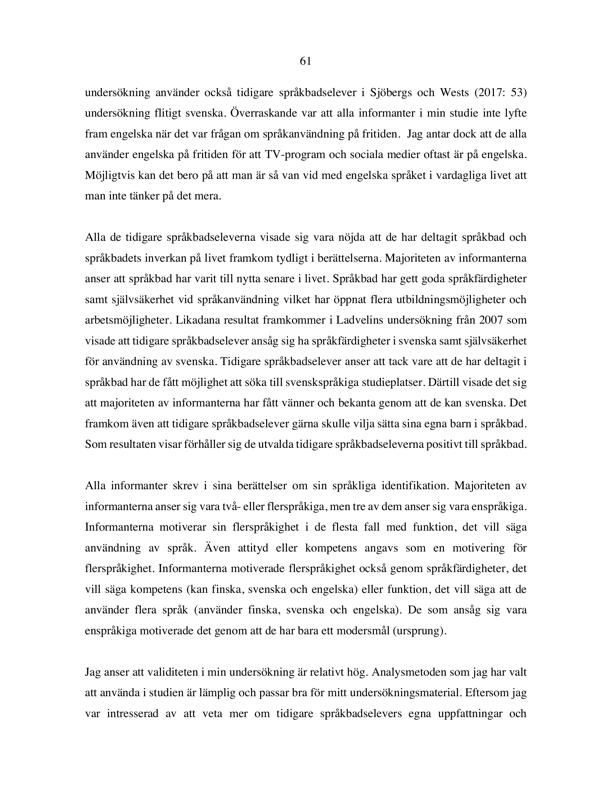 61
undersökning använder också tidigare språkbadselever i Sjöbergs och Wests (2017: 53)
undersökning flitigt svenska. Överraskande var att alla informanter i min studie inte lyfte
fram engelska när det var frågan om språkanvändning på fritiden. Jag antar dock att de alla
använder engelska på fritiden för att TV-program och sociala medier oftast är på engelska.
Möjligtvis kan det bero på att man är så van vid med engelska språket i vardagliga livet att
man inte tänker på det mera.
Alla de tidigare språkbadseleverna visade sig vara nöjda att de har deltagit språkbad och
språkbadets inverkan på livet framkom tydligt i berättelserna. Majoriteten av informanterna
anser att språkbad har varit till nytta senare i livet. Språkbad har gett goda språkfärdigheter
samt självsäkerhet vid språkanvändning vilket har öppnat flera utbildningsmöjligheter och
arbetsmöjligheter. Likadana resultat framkommer i Ladvelins undersökning från 2007 som
visade att tidigare språkbadselever ansåg sig ha språkfärdigheter i svenska samt självsäkerhet
för användning av svenska. Tidigare språkbadselever anser att tack vare att de har deltagit i
språkbad har de fått möjlighet att söka till svenskspråkiga studieplatser. Därtill visade det sig
att majoriteten av informanterna har fått vänner och bekanta genom att de kan svenska. Det
framkom även att tidigare språkbadselever gärna skulle vilja sätta sina egna barn i språkbad.
Som resultaten visar förhåller sig de utvalda tidigare språkbadseleverna positivt till språkbad.
Alla informanter skrev i sina berättelser om sin språkliga identifikation. Majoriteten av
informanterna anser sig vara två- eller flerspråkiga, men tre av dem anser sig vara enspråkiga.
Informanterna motiverar sin flerspråkighet i de flesta fall med funktion, det vill säga
användning av språk. Även attityd eller kompetens angavs som en motivering för
flerspråkighet. Informanterna motiverade flerspråkighet också genom språkfärdigheter, det
vill säga kompetens (kan finska, svenska och engelska) eller funktion, det vill säga att de
använder flera språk (använder finska, svenska och engelska). De som ansåg sig vara
enspråkiga motiverade det genom att de har bara ett modersmål (ursprung).
Jag anser att validiteten i min undersökning är relativt hög. Analysmetoden som jag har valt
att använda i studien är lämplig och passar bra för mitt undersökningsmaterial. Eftersom jag
var intresserad av att veta mer om tidigare språkbadselevers egna uppfattningar och